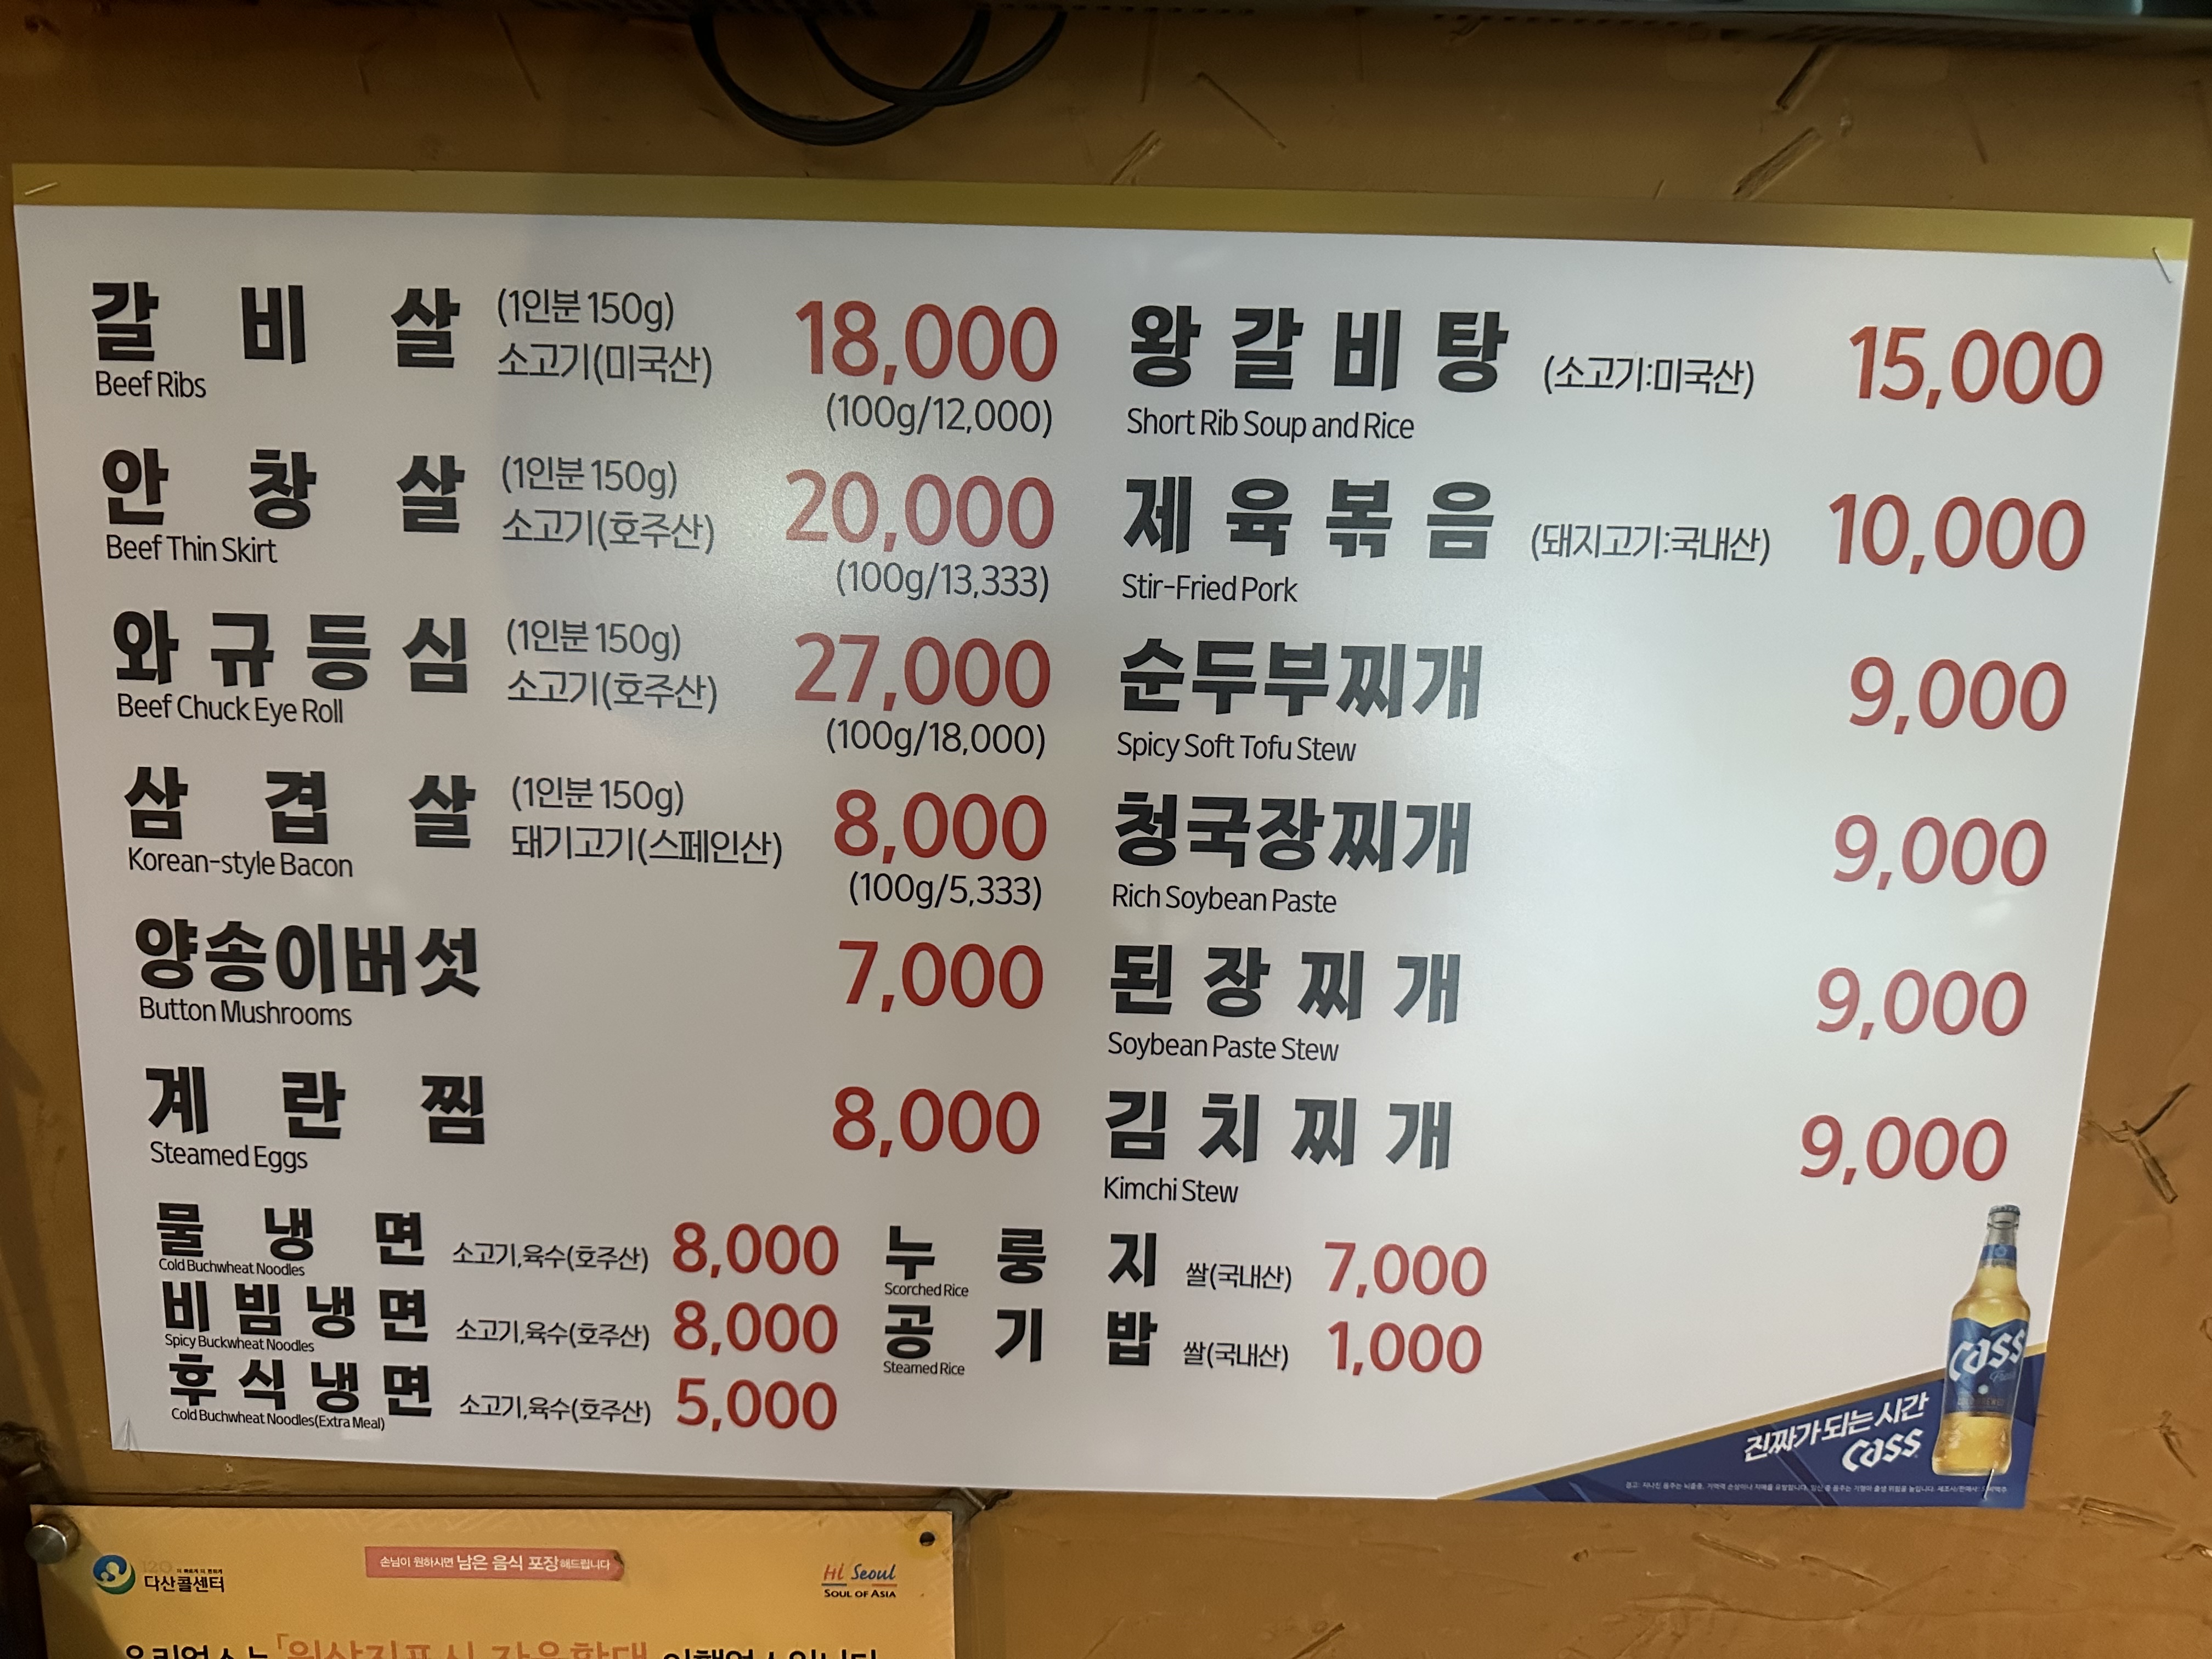 갈비살 (1인분 150g) 18,000
소고기(미국산)
Beef Ribs
(100g/12,000)
안창살 (1인분 150g) 20,000
소고기(호주산)
Beef Thin Skirt
(100g/13,333)
와규등심 (1인분 150g) 27,000
소고기(호주산)
Beef Chuck Eye Roll
(100g/18,000)
삼겹살 (1인분 150g) 8,000
돼기고기(스페인산)
Korean-style Bacon
(100g/5,333)
양송이버섯 7,000
Button Mushrooms
계란찜 8,000
Steamed Eggs
물냉면 소고기,육수(호주산) 8,000
Cold Buchwheat Noodles
비빔냉면 소고기,육수(호주산) 8,000
Spicy Buckwheat Noodles
후식냉면 소고기,육수(호주산) 5,000
Cold Buchwheat Noodles(Extra Meal)
왕갈비탕 (소고기:미국산) 15,000
Short Rib Soup and Rice
제육볶음 (돼지고기:국내산) 10,000
Stir-Fried Pork
순두부찌개 9,000
Spicy Soft Tofu Stew
청국장찌개 9,000
Rich Soybean Paste
된장찌개 9,000
Soybean Paste Stew
김치찌개 9,000
Kimchi Stew
누룽지 쌀(국내산) 7,000
Scorched Rice
공기밥 쌀(국내산) 1,000
Steamed Rice
Cass
Fresh
진짜가 되는 시간
Cass
120
다산콜센터
손님이 원하시면 남은 음식 포장해드립니다
Hi Seoul
SOUL OF ASIA